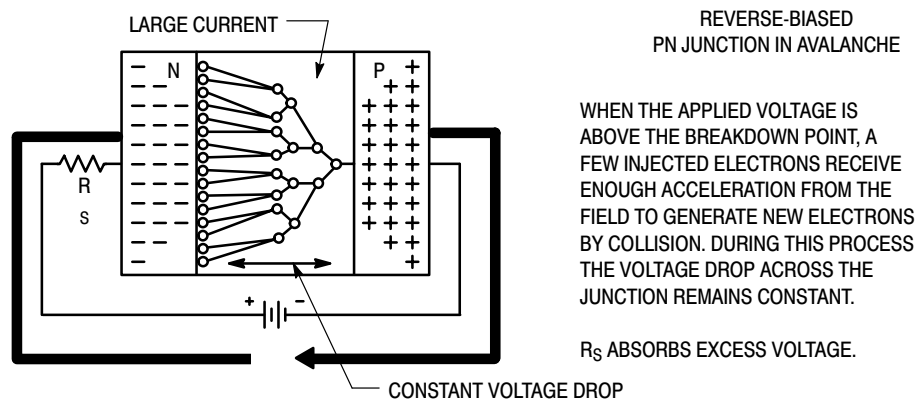 LARGE CURRENT
REVERSE-BIASED
PN JUNCTION IN AVALANCHE
N
P
R
S
+ −
CONSTANT VOLTAGE DROP
WHEN THE APPLIED VOLTAGE IS
ABOVE THE BREAKDOWN POINT, A
FEW INJECTED ELECTRONS RECEIVE
ENOUGH ACCELERATION FROM THE
FIELD TO GENERATE NEW ELECTRONS
BY COLLISION. DURING THIS PROCESS
THE VOLTAGE DROP ACROSS THE
JUNCTION REMAINS CONSTANT.
RS ABSORBS EXCESS VOLTAGE.